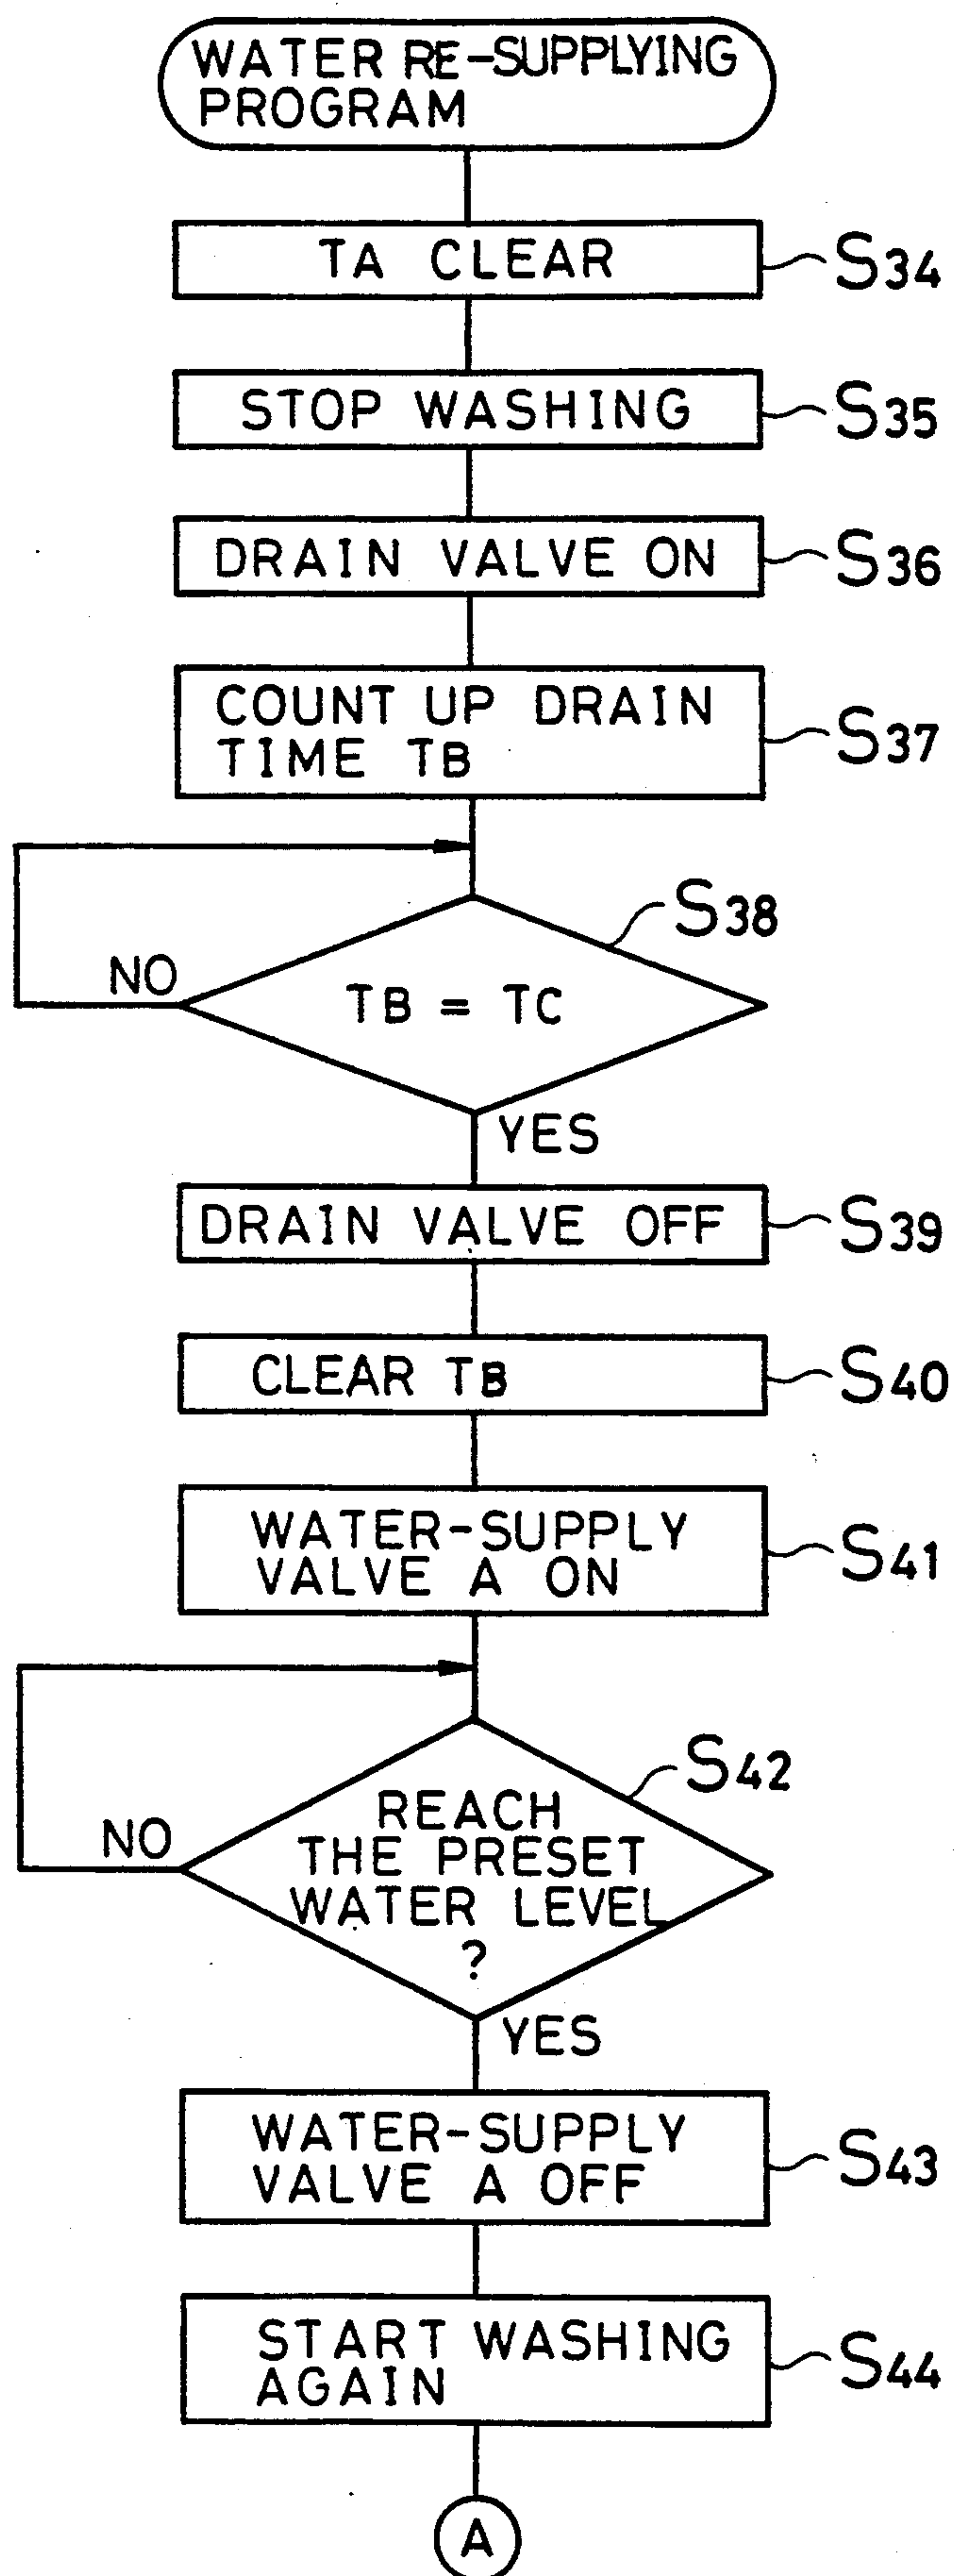 WATER RE-SUPPLYING
PROGRAM
TA CLEAR
S34
STOP WASHING
S35
DRAIN VALVE ON
S36
COUNT UP DRAIN
TIME TB
S37
S38
NO
TB = TC
YES
DRAIN VALVE OFF
S39
CLEAR TB
S40
WATER-SUPPLY
VALVE A ON
S41
S42
REACH
THE PRESET
WATER LEVEL
?
NO
YES
WATER-SUPPLY
VALVE A OFF
S43
START WASHING
AGAIN
S44
A